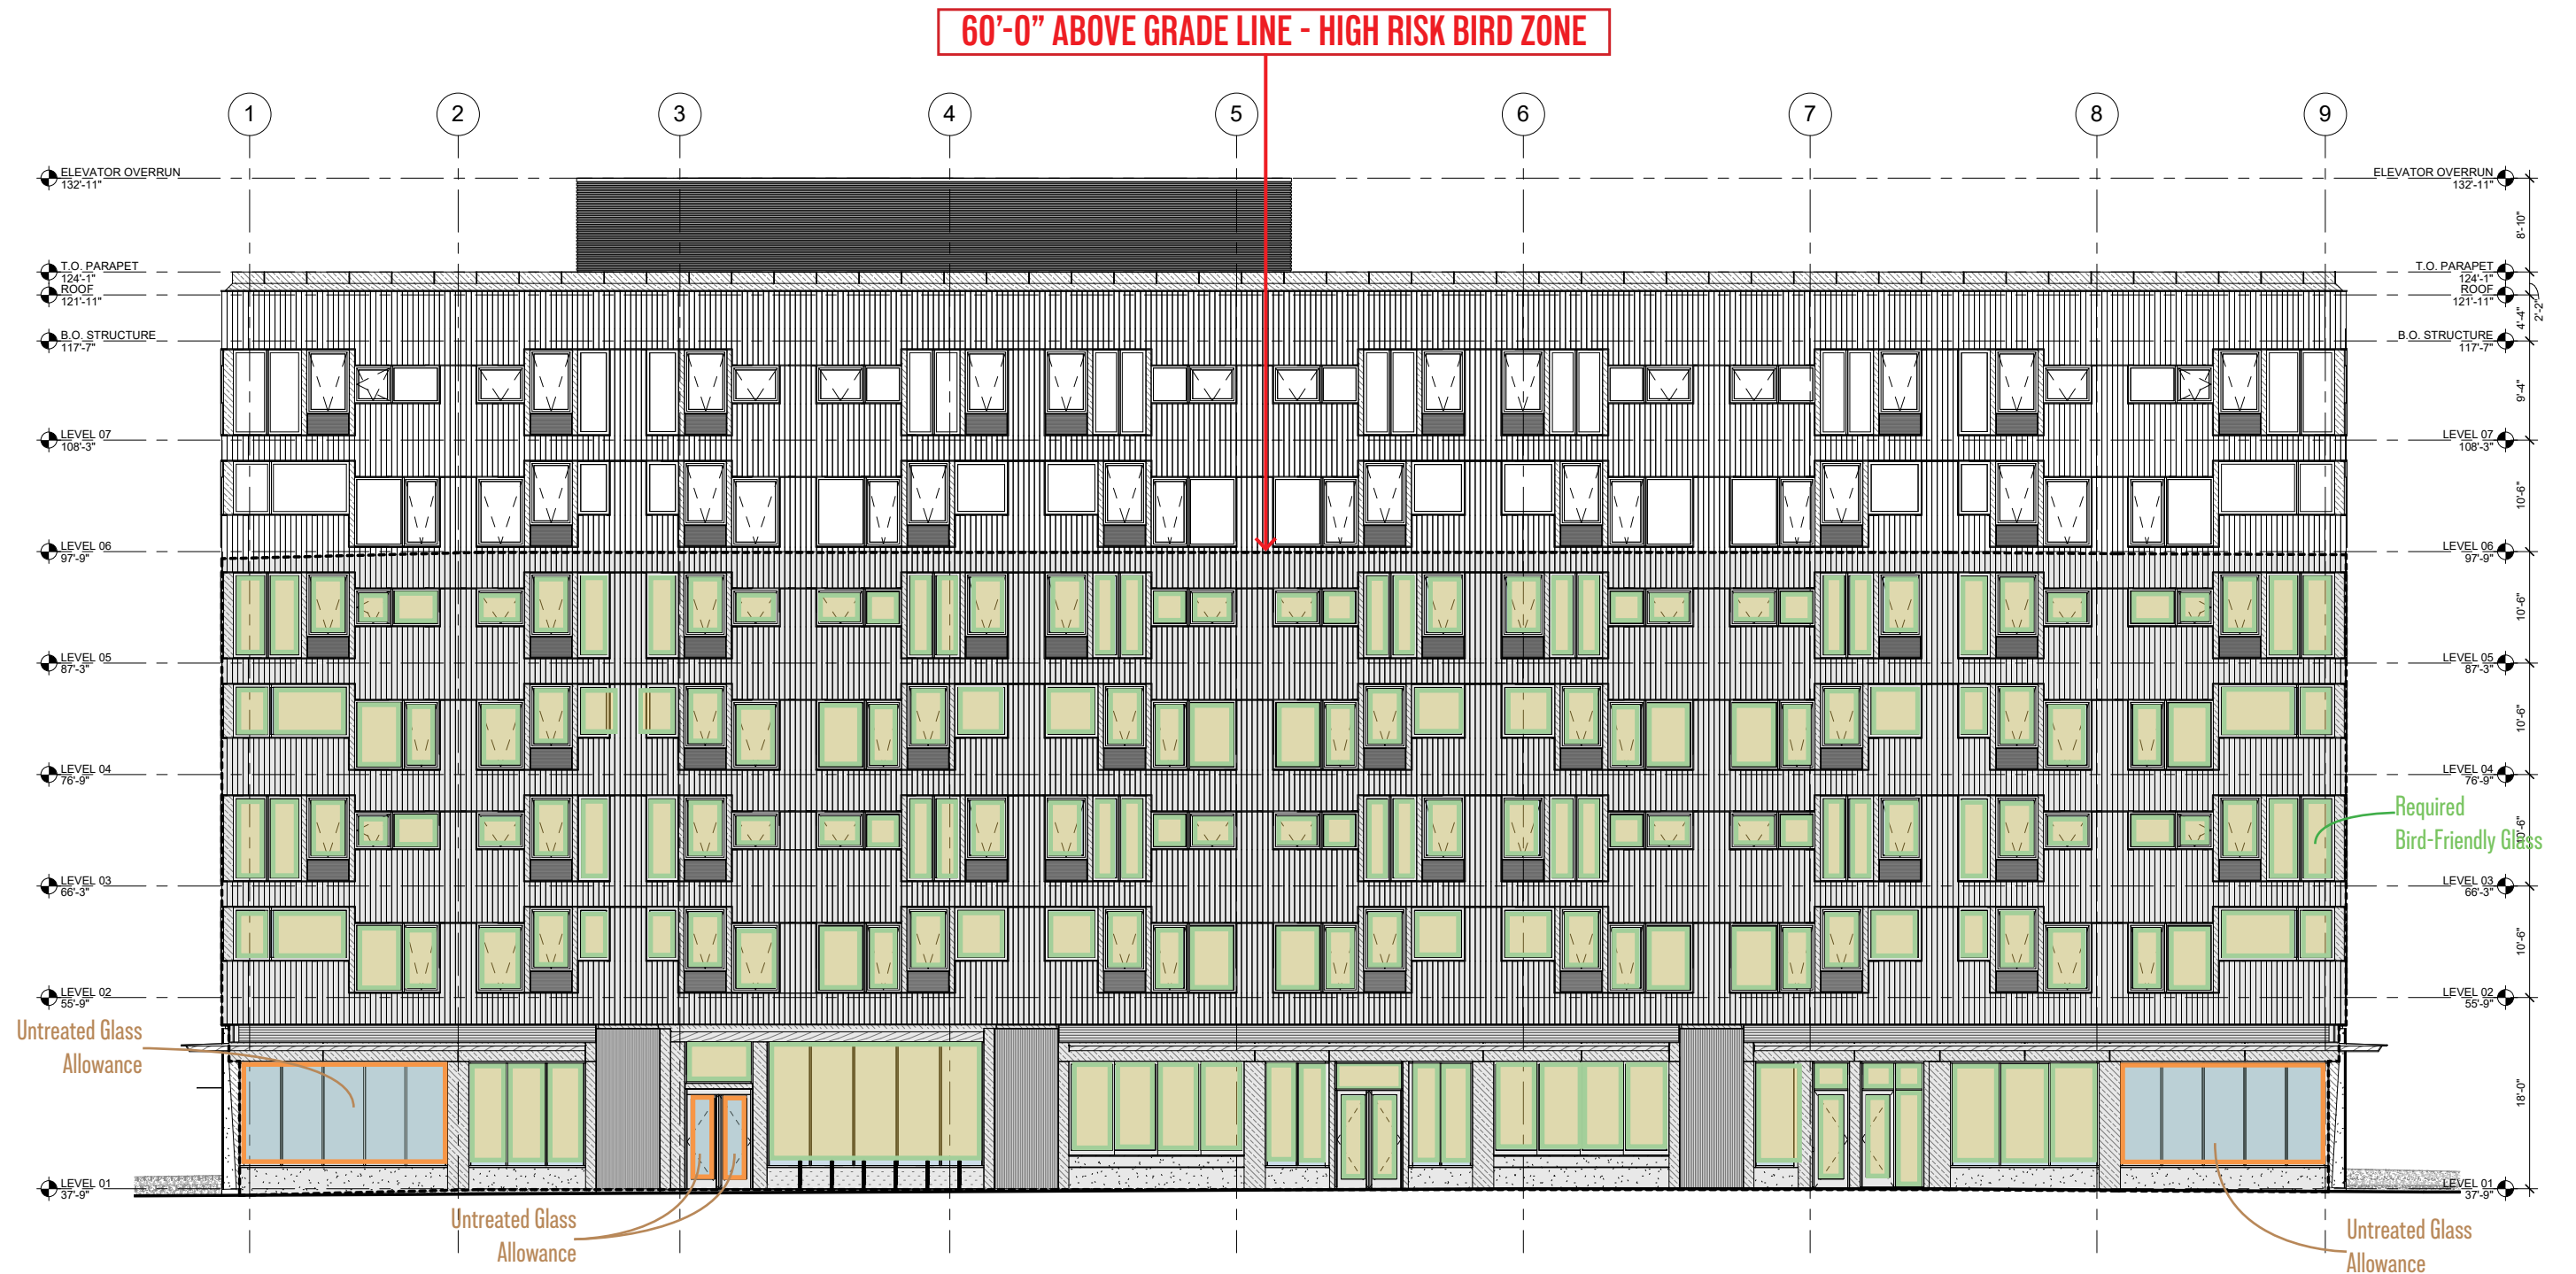 60’-0” ABOVE GRADE LINE - HIGH RISK BIRD ZONE
1 2 3 4 5 6 7 8 9
ELEVATOR OVERRUN
132'-11"
ELEVATOR OVERRUN
132'-11"
8'-10"
T.O. PARAPET
124'-1"
T.O. PARAPET
124'-1"
ROOF
121'-11"
ROOF
121'-11"
2'-2"
4'-4"
B.O. STRUCTURE
117'-7"
B.O. STRUCTURE
117'-7"
9'-4"
LEVEL 07
108'-3"
LEVEL 07
108'-3"
10'-6"
LEVEL 06
97'-9"
LEVEL 06
97'-9"
10'-6"
LEVEL 05
87'-3"
LEVEL 05
87'-3"
10'-6"
LEVEL 04
76'-9"
LEVEL 04
76'-9"
Required
Bird-Friendly Glass
10'-6"
LEVEL 03
66'-3"
LEVEL 03
66'-3"
10'-6"
LEVEL 02
55'-9"
LEVEL 02
55'-9"
Untreated Glass
Allowance
18'-0"
LEVEL 01
37'-9"
LEVEL 01
37'-9"
Untreated Glass
Allowance
Untreated Glass
Allowance